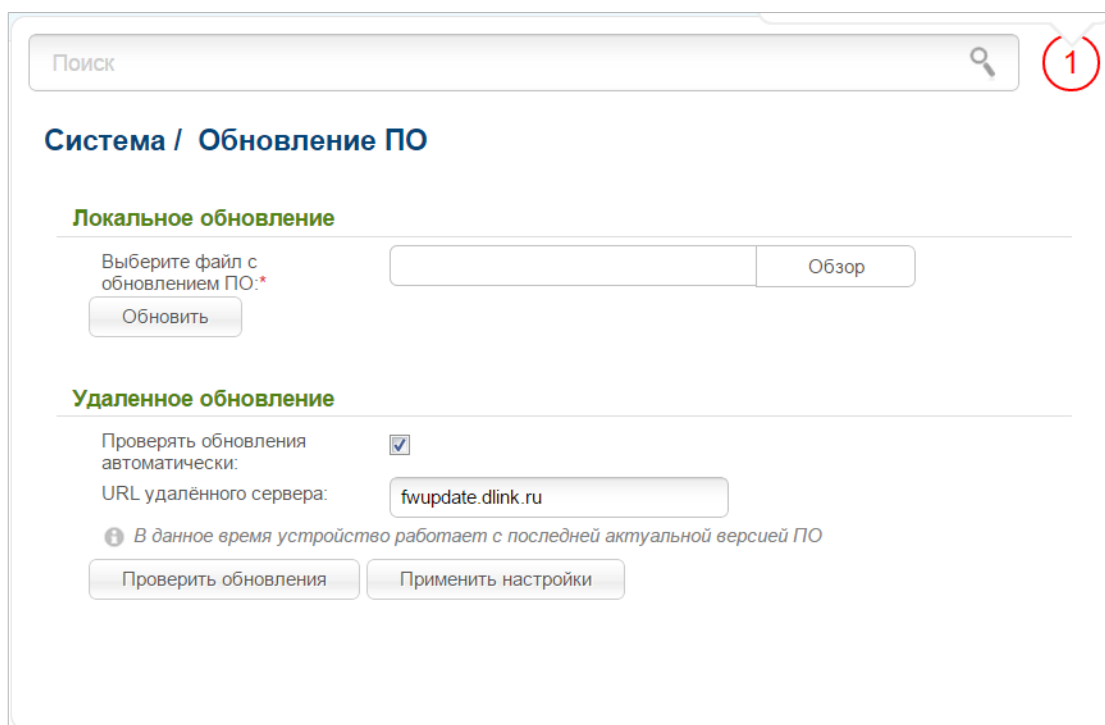 Поиск
1
Система / Обновление ПО
Локальное обновление
Выберите файл с
обновлением ПО:*
Обзор
Обновить
Удаленное обновление
Проверять обновления
автоматически:
URL удалённого сервера:
fwupdate.dlink.ru
В данное время устройство работает с последней актуальной версией ПО
Проверить обновления
Применить настройки